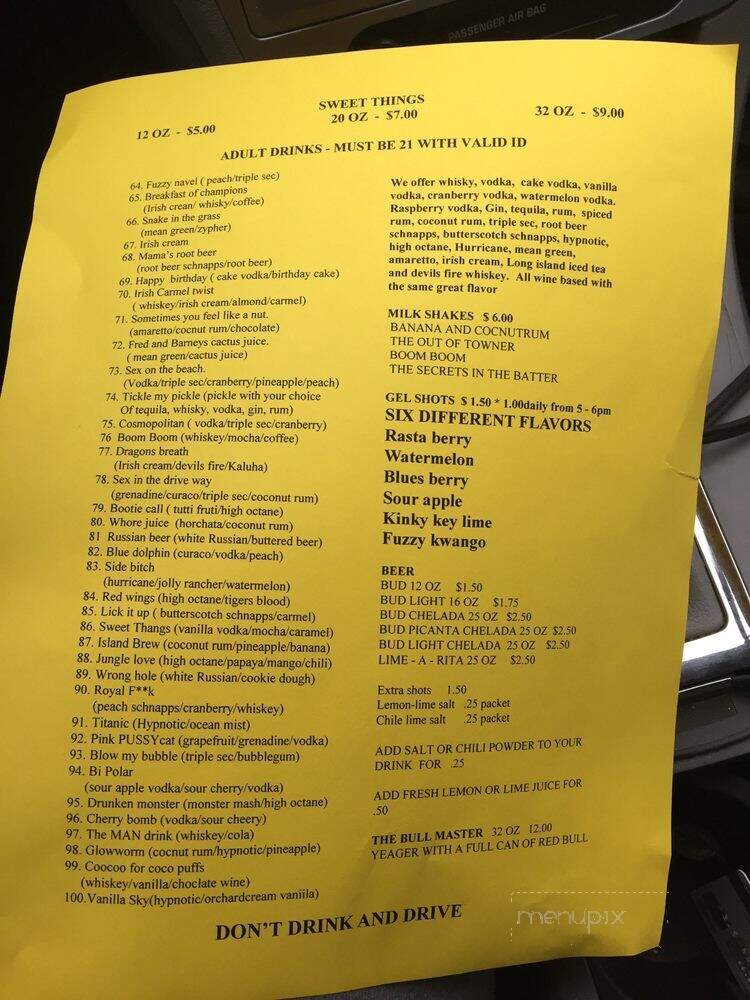 PASSENGER AIR BAG
SWEET THINGS
12 OZ - $5.00
20 OZ - $7.00
32 OZ - $9.00
ADULT DRINKS - MUST BE 21 WITH VALID ID
64. Fuzzy navel ( peach/triple sec)
65. Breakfast of champions
(Irish crean/ whisky/coffee)
66. Snake in the grass
(mean green/zypher)
67. Irish cream
68. Mama's root beer
(root beer schnapps/root beer)
69. Happy birthday ( cake vodka/birthday cake)
70. Irish Carmel twist
( whiskey/irish cream/almond/carmel)
71. Sometimes you feel like a nut.
(amaretto/cocnut rum/chocolate)
72. Fred and Barneys cactus juice.
( mean green/cactus juice)
73. Sex on the beach.
(Vodka/triple sec/cranberry/pineapple/peach)
74. Tickle my pickle (pickle with your choice
Of tequila, whisky, vodka, gin, rum)
75. Cosmopolitan ( vodka/triple sec/cranberry)
76 Boom Boom (whiskey/mocha/coffee)
77. Dragons breath
(Irish cream/devils fire/Kaluha)
78. Sex in the drive way
(grenadine/curaco/triple sec/coconut rum)
79. Bootie call ( tutti fruti/high octane)
80. Whore juice (horchata/coconut rum)
81 Russian beer (white Russian/buttered beer)
82. Blue dolphin (curaco/vodka/peach)
83. Side bitch
(hurricane/jolly rancher/watermelon)
84. Red wings (high octane/tigers blood)
85. Lick it up ( butterscotch schnapps/carmel)
86. Sweet Thangs (vanilla vodka/mocha/caramel)
87. Island Brew (coconut rum/pineapple/banana)
88. Jungle love (high octane/papaya/mango/chili)
89. Wrong hole (white Russian/cookie dough)
90. Royal F**k
(peach schnapps/cranberry/whiskey)
91. Titanic (Hypnotic/ocean mist)
92. Pink PUSSYcat (grapefruit/grenadine/vodka)
93. Blow my bubble (triple sec/bubblegum)
94. Bi Polar
(sour apple vodka/sour cherry/vodka)
95. Drunken monster (monster mash/high octane)
96. Cherry bomb (vodka/sour cheery)
97. The MAN drink (whiskey/cola)
98. Glowworm (cocnut rum/hypnotic/pineapple)
99. Coocoo for coco puffs
(whiskey/vanilla/choclate wine)
100.Vanilla Sky(hypnotic/orchardcream vaniila)
We offer whisky, vodka, cake vodka, vanilla
vodka, cranberry vodka, watermelon vodka.
Raspberry vodka, Gin, tequila, rum, spiced
rum, coconut rum, triple sec, root beer
schnapps, butterscotch schnapps, hypnotic,
high octane, Hurricane, mean green,
amaretto, irish cream, Long island iced tea
and devils fire whiskey. All wine based with
the same great flavor
MILK SHAKES $ 6.00
BANANA AND COCNUTRUM
THE OUT OF TOWNER
BOOM BOOM
THE SECRETS IN THE BATTER
GEL SHOTS $ 1.50 * 1.00daily from 5 - 6pm
SIX DIFFERENT FLAVORS
Rasta berry
Watermelon
Blues berry
Sour apple
Kinky key lime
Fuzzy kwango
BEER
BUD 12 OZ $1.50
BUD LIGHT 16 OZ $1.75
BUD CHELADA 25 OZ $2.50
BUD PICANTA CHELADA 25 OZ $2.50
BUD LIGHT CHELADA 25 OZ $2.50
LIME - A - RITA 25 OZ $2.50
Extra shots 1.50
Lemon-lime salt .25 packet
Chile lime salt .25 packet
ADD SALT OR CHILI POWDER TO YOUR
DRINK FOR .25
ADD FRESH LEMON OR LIME JUICE FOR
.50
THE BULL MASTER 32 OZ 12.00
YEAGER WITH A FULL CAN OF RED BULL
DON'T DRINK AND DRIVE
menupix